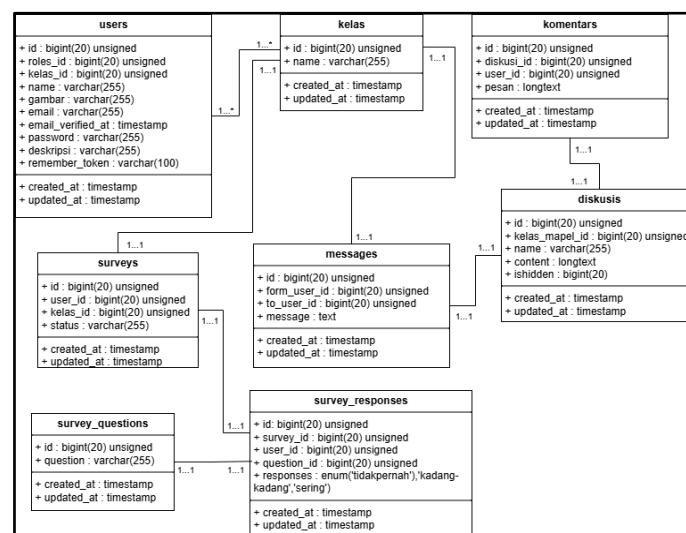 users
+ id : bigint(20) unsigned
+ roles_id : bigint(20) unsigned
+ kelas_id : bigint(20) unsigned
+ name : varchar(255)
+ gambar : varchar(255)
+ email : varchar(255)
+ email_verified_at : timestamp
+ password : varchar(255)
+ deskripsi : varchar(255)
+ remember_token : varchar(100)
+ created_at : timestamp
+ updated_at : timestamp
1...*
1...*
kelas
+ id : bigint(20) unsigned
+ name : varchar(255)
+ created_at : timestamp
+ updated_at : timestamp
1...1
1...1
komentars
+ id : bigint(20) unsigned
+ diskusi_id : bigint(20) unsigned
+ user_id : bigint(20) unsigned
+ pesan : longtext
+ created_at : timestamp
+ updated_at : timestamp
1...1
1...1
diskusis
+ id : bigint(20) unsigned
+ kelas_mapel_id : bigint(20) unsigned
+ name : varchar(255)
+ content : longtext
+ ishidden : bigint(20)
+ created_at : timestamp
+ updated_at : timestamp
1...1
1...1
surveys
+ id : bigint(20) unsigned
+ user_id : bigint(20) unsigned
+ kelas_id : bigint(20) unsigned
+ status : varchar(255)
+ created_at : timestamp
+ updated_at : timestamp
1...1
1...1
messages
+ id : bigint(20) unsigned
+ form_user_id : bigint(20) unsigned
+ to_user_id : bigint(20) unsigned
+ message : text
+ created_at : timestamp
+ updated_at : timestamp
1...1
1...1
survey_questions
+ id : bigint(20) unsigned
+ question : varchar(255)
+ created_at : timestamp
+ updated_at : timestamp
1...1
1...1
1...1
survey_responses
+ id: bigint(20) unsigned
+ survey_id : bigint(20) unsigned
+ user_id : bigint(20) unsigned
+ question_id : bigint(20) unsigned
+ responses : enum('tidakpernah'),'kadang-
kadang','sering')
+ created_at : timestamp
+ updated_at : timestamp